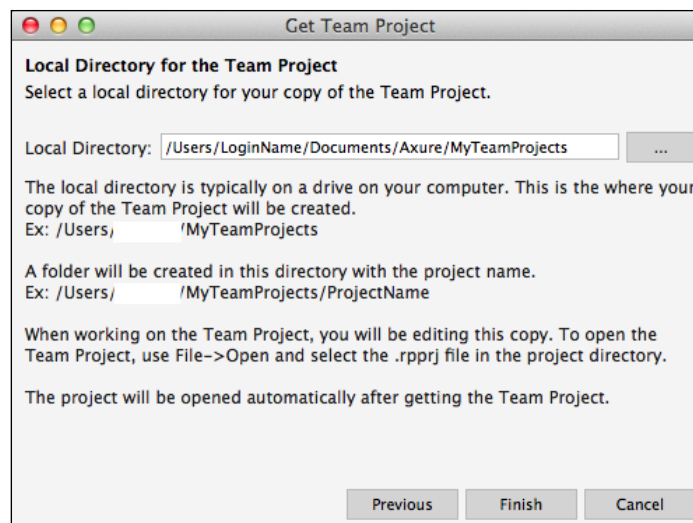 Get Team Project
Local Directory for the Team Project
Select a local directory for your copy of the Team Project.
Local Directory: /Users/LoginName/Documents/Axure/MyTeamProjects ...
The local directory is typically on a drive on your computer. This is the where your
copy of the Team Project will be created.
Ex: /Users/ /MyTeamProjects
A folder will be created in this directory with the project name.
Ex: /Users/ /MyTeamProjects/ProjectName
When working on the Team Project, you will be editing this copy. To open the
Team Project, use File->Open and select the .rpprj file in the project directory.
The project will be opened automatically after getting the Team Project.
Previous Finish Cancel